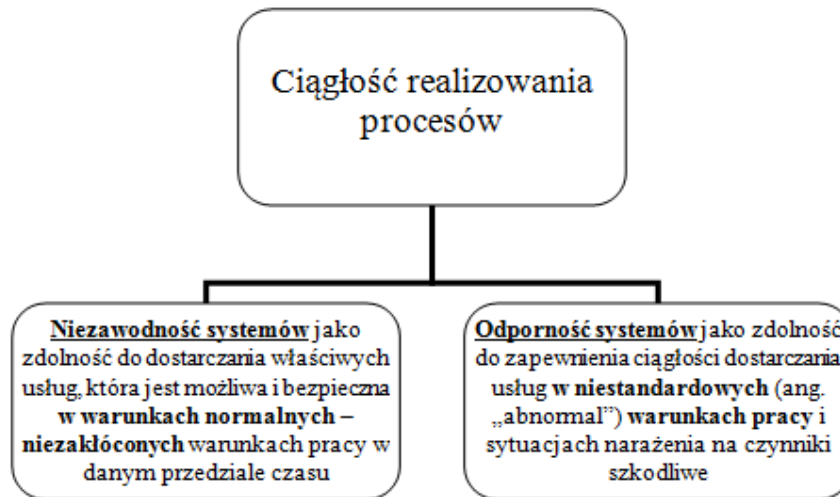 Ciągłość realizowania
procesów
Niezawodność systemów jako
zdolność do dostarczania właściwych
usług, która jest możliwa i bezpieczna
w warunkach normalnych –
niezakłóconych warunkach pracy w
danym przedziale czasu
Odporność systemów jako zdolność
do zapewnienia ciągłości dostarczania
usług w niestandardowych (ang.
„abnormal”) warunkach pracy i
sytuacjach narażenia na czynniki
szkodliwe